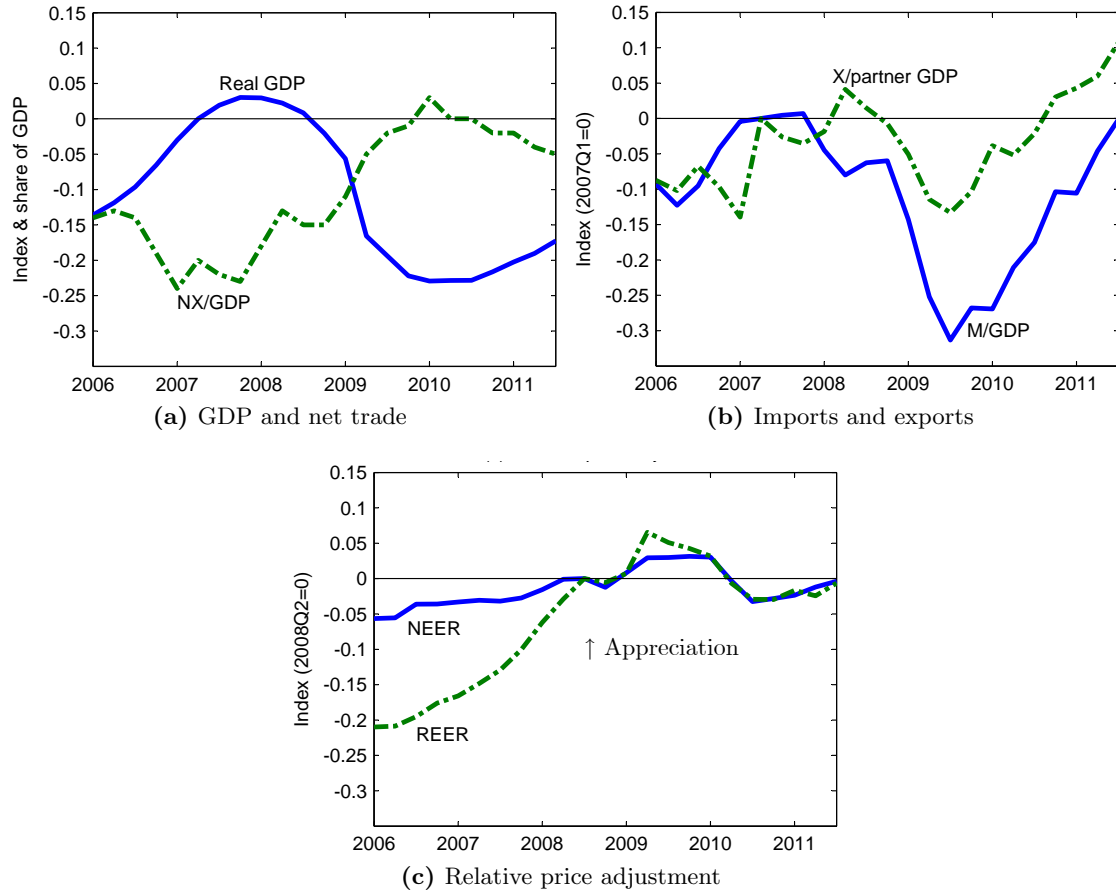 0.15
0.1
0.05
0
-0.05
-0.1
-0.15
-0.2
-0.25
-0.3
Index & share of GDP
Real GDP
NX/GDP
2006 2007 2008 2009 2010 2011
(a) GDP and net trade
0.15
0.1
0.05
0
-0.05
-0.1
-0.15
-0.2
-0.25
-0.3
Index (2007Q1=0)
X/partner GDP
M/GDP
2006 2007 2008 2009 2010 2011
(b) Imports and exports
0.15
0.1
0.05
0
-0.05
-0.1
-0.15
-0.2
-0.25
-0.3
Index (2008Q2=0)
NEER
↑ Appreciation
REER
2006 2007 2008 2009 2010 2011
(c) Relative price adjustment